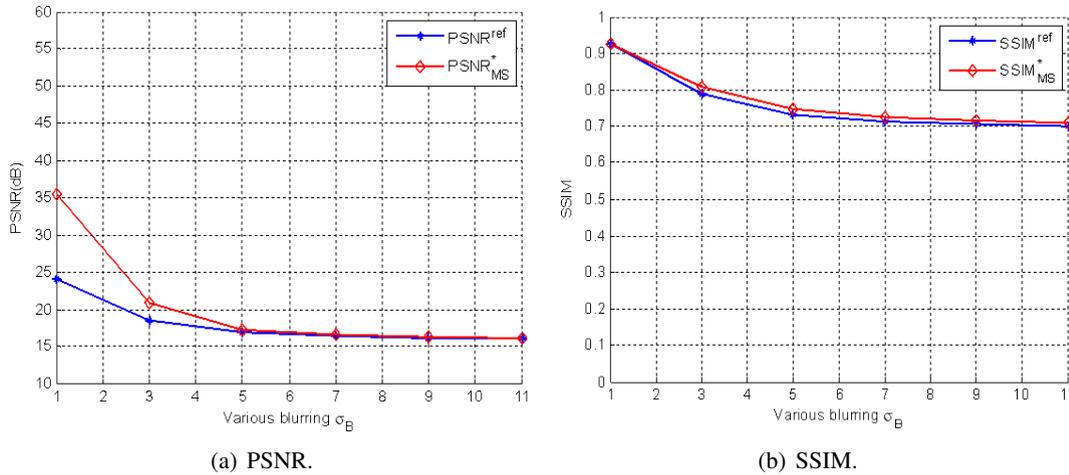 60
55
50
45
40
35
30
25
20
15
10
PSNR(dB)
PSNR^ref
PSNR*_MS
1 2 3 4 5 6 7 8 9 10 11
Various blurring σ_B
(a) PSNR.
1
0.9
0.8
0.7
0.6
0.5
0.4
0.3
0.2
0.1
0
SSIM
SSIM^ref
SSIM*_MS
1 2 3 4 5 6 7 8 9 10 1
Various blurring σ_B
(b) SSIM.